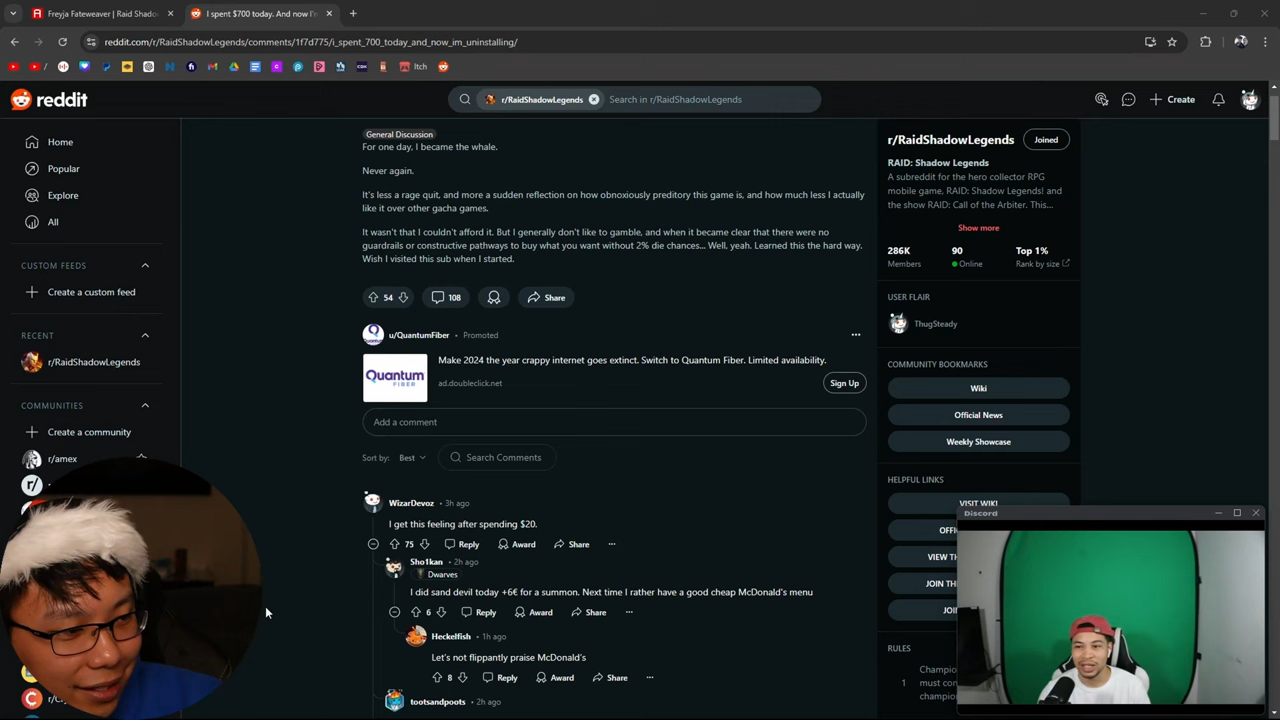 Freyja Fateweaver | Raid Shado
I spent $700 today. And now I'm
reddit.com/r/RaidShadowLegends/comments/1f7d775/i_spent_700_today_and_now_im_uninstalling/
Itch
reddit
r/RaidShadowLegends
Search in r/RaidShadowLegends
Create
Home
Popular
Explore
All
CUSTOM FEEDS
Create a custom feed
RECENT
r/RaidShadowLegends
COMMUNITIES
Create a community
r/amex
General Discussion
For one day, I became the whale.
Never again.
It's less a rage quit, and more a sudden reflection on how obnoxiously preditory this game is, and how much less I actually
like it over other gacha games.
It wasn't that I couldn't afford it. But I generally don't like to gamble, and when it became clear that there were no
guardrails or constructive pathways to buy what you want without 2% die chances... Well, yeah. Learned this the hard way.
Wish I visited this sub when I started.
54
108
Share
u/QuantumFiber • Promoted
Make 2024 the year crappy internet goes extinct. Switch to Quantum Fiber. Limited availability.
Quantum
FIBER
ad.doubleclick.net
Sign Up
Add a comment
Sort by: Best
Search Comments
WizarDevoz • 3h ago
I get this feeling after spending $20.
75 Reply Award Share
Sho1kan • 2h ago
Dwarves
I did sand devil today +6€ for a summon. Next time I rather have a good cheap McDonald's menu
6 Reply Award Share
Heckelfish • 1h ago
Let's not flippantly praise McDonald's
8 Reply Award Share
tootsandpoots • 2h ago
r/RaidShadowLegends
Joined
RAID: Shadow Legends
A subreddit for the hero collector RPG
mobile game, RAID: Shadow Legends! and
the show RAID: Call of the Arbiter. This...
Show more
286K
Members
90
Online
Top 1%
Rank by size
USER FLAIR
ThugSteady
COMMUNITY BOOKMARKS
Wiki
Official News
Weekly Showcase
HELPFUL LINKS
VISIT WIKI
VIEW
RULES
1
Discord